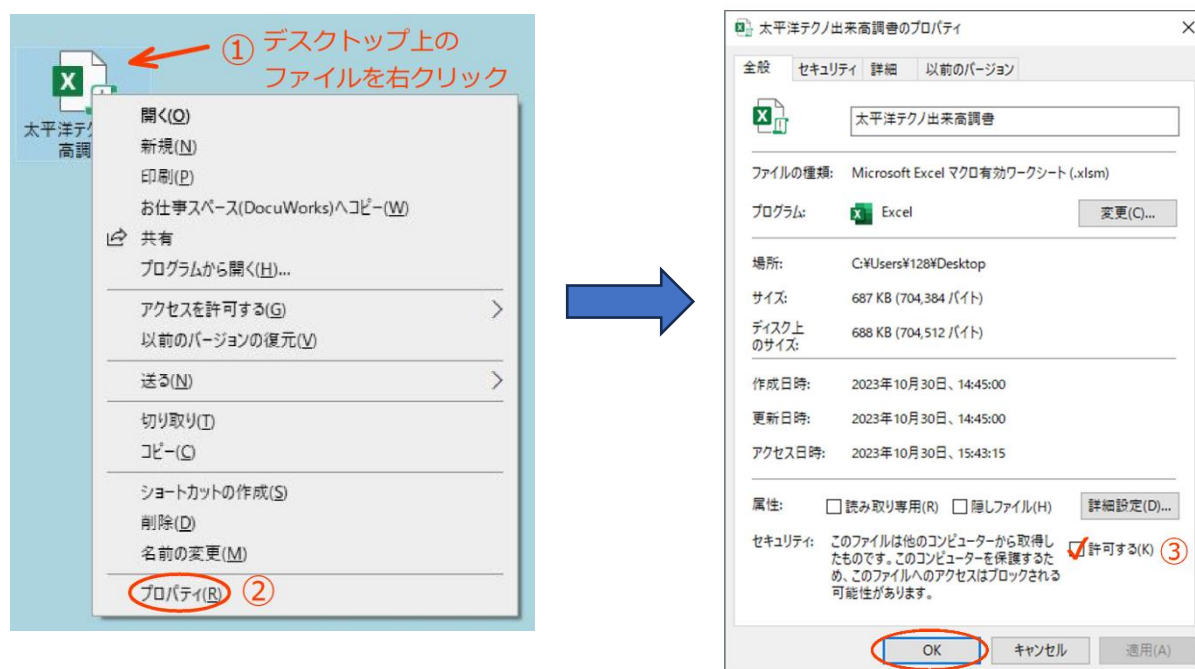 ① デスクトップ上の
ファイルを右クリック
太平洋テク
高調
開く(O)
新規(N)
印刷(P)
お仕事スペース(DocuWorks)へコピー(W)
共有
プログラムから開く(H)...
アクセスを許可する(G)
以前のバージョンの復元(V)
送る(N)
切り取り(T)
コピー(C)
ショートカットの作成(S)
削除(D)
名前の変更(M)
プロパティ(R) ②
太平洋テクノ出来高調書のプロパティ
全般 セキュリティ 詳細 以前のバージョン
太平洋テクノ出来高調書
ファイルの種類: Microsoft Excel マクロ有効ワークシート (.xlsm)
プログラム: Excel 変更(C)...
場所: C:¥Users¥128¥Desktop
サイズ: 687 KB (704,384 バイト)
ディスク上
のサイズ: 688 KB (704,512 バイト)
作成日時: 2023年10月30日、14:45:00
更新日時: 2023年10月30日、14:45:00
アクセス日時: 2023年10月30日、15:43:15
属性: 読み取り専用(R) 隠しファイル(H) 詳細設定(D)...
セキュリティ: このファイルは他のコンピューターから取得し
たものです。このコンピューターを保護するた
め、このファイルへのアクセスはブロックされる
可能性があります。
許可する(K) ③
OK キャンセル 適用(A)